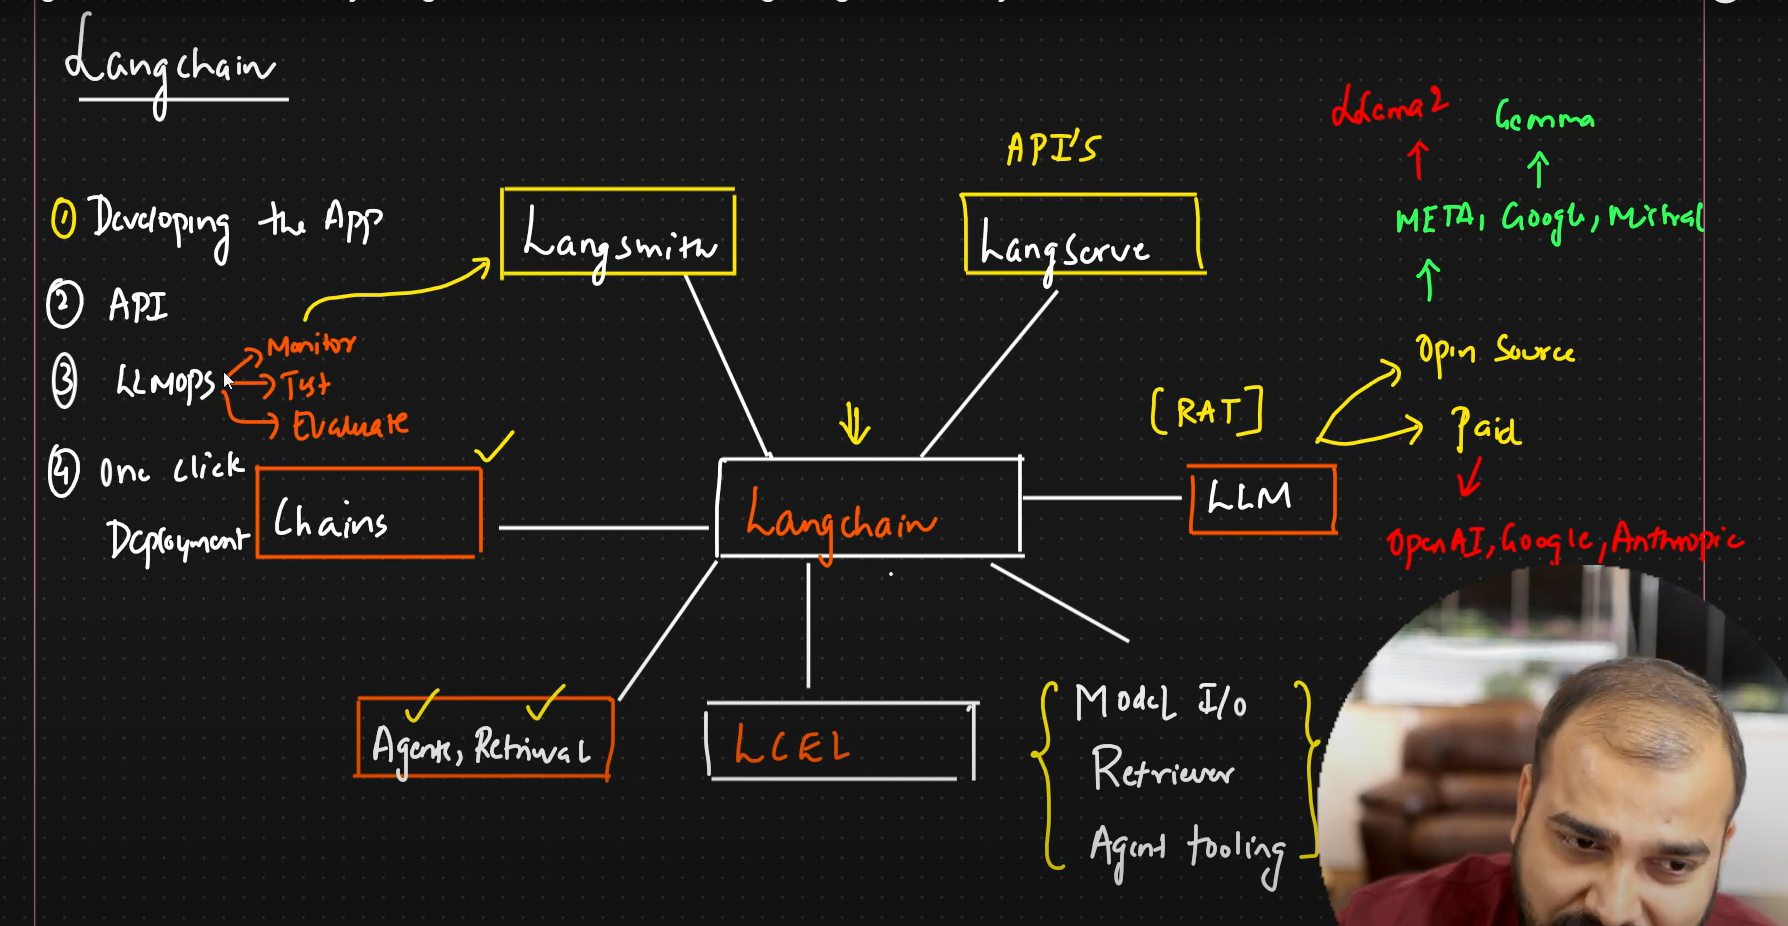 Langchain
① Developing the App
② API
③ LLMOPS
Monitor
Test
Evaluate
④ One click
Deployment
Langsmith
API'S
Langserve
LLama2
Gemma
META, Google, Mistral
Open Source
Paid
[RAT]
LLM
OpenAI, Google, Anthropic
Chains
Langchain
Agents, Retrival
LCEL
Model I/O
Retriever
Agent tooling